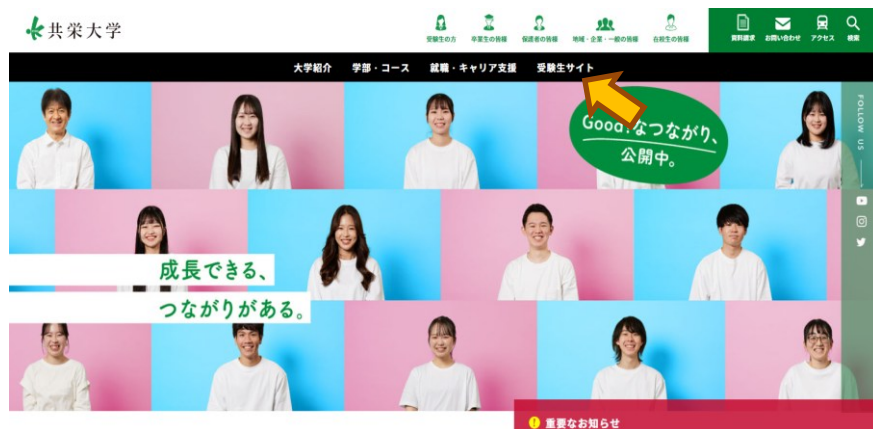 共栄大学
受験生の方
卒業生の皆様
保護者の皆様
地域・企業・一般の皆様
在校生の皆様
資料請求
お問い合わせ
アクセス
検索
大学紹介
学部・コース
就職・キャリア支援
受験生サイト
Good!なつながり、
公開中。
FOLLOW US
成長できる、
つながりがある。
重要なお知らせ